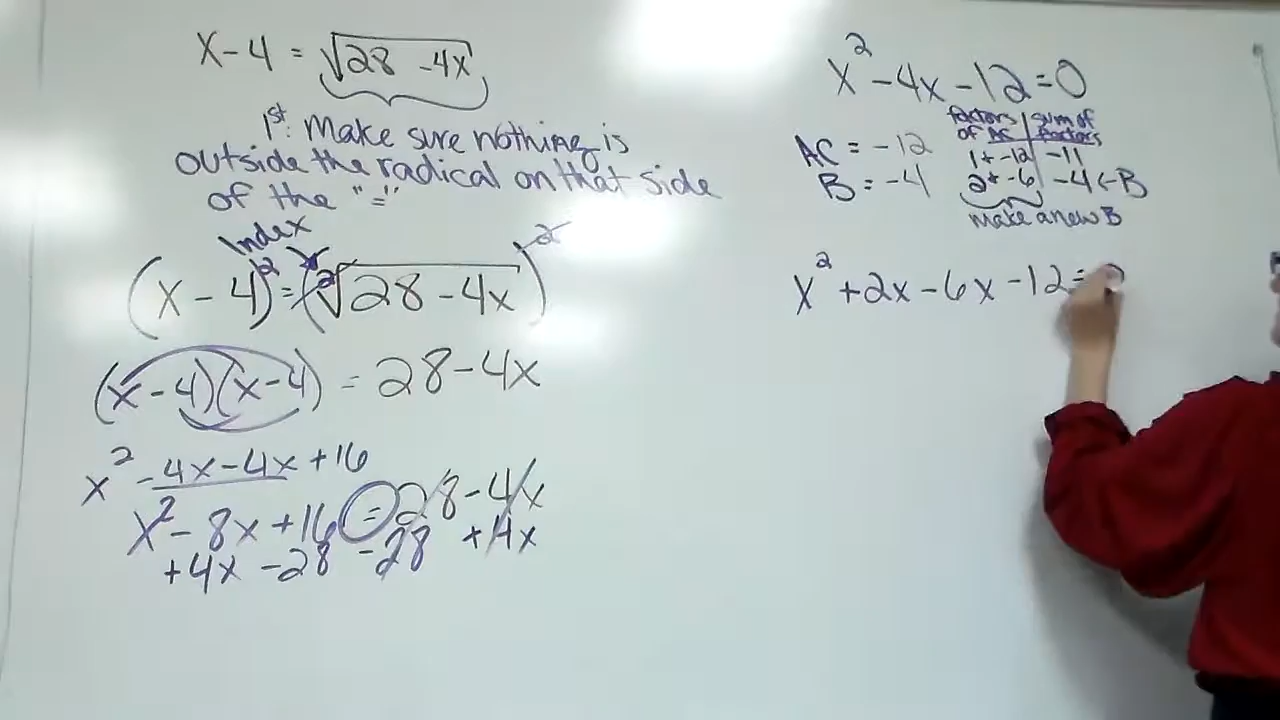 x - 4 = √28 - 4x
1st: Make sure nothing is
outside the radical on that side
of the "="
Index
(x - 4)² = (²√28 - 4x)²
(x - 4)(x - 4) = 28 - 4x
x² - 4x - 4x + 16
x² - 8x + 16 = 28 - 4x
+4x - 28 - 28 + 4x
x² - 4x - 12 = 0
factors of AC | sum of factors
AC = -12
B = -4
1 * -12 | -11
2 * -6 | -4 ← B
make a new B
x² + 2x - 6x - 12 =